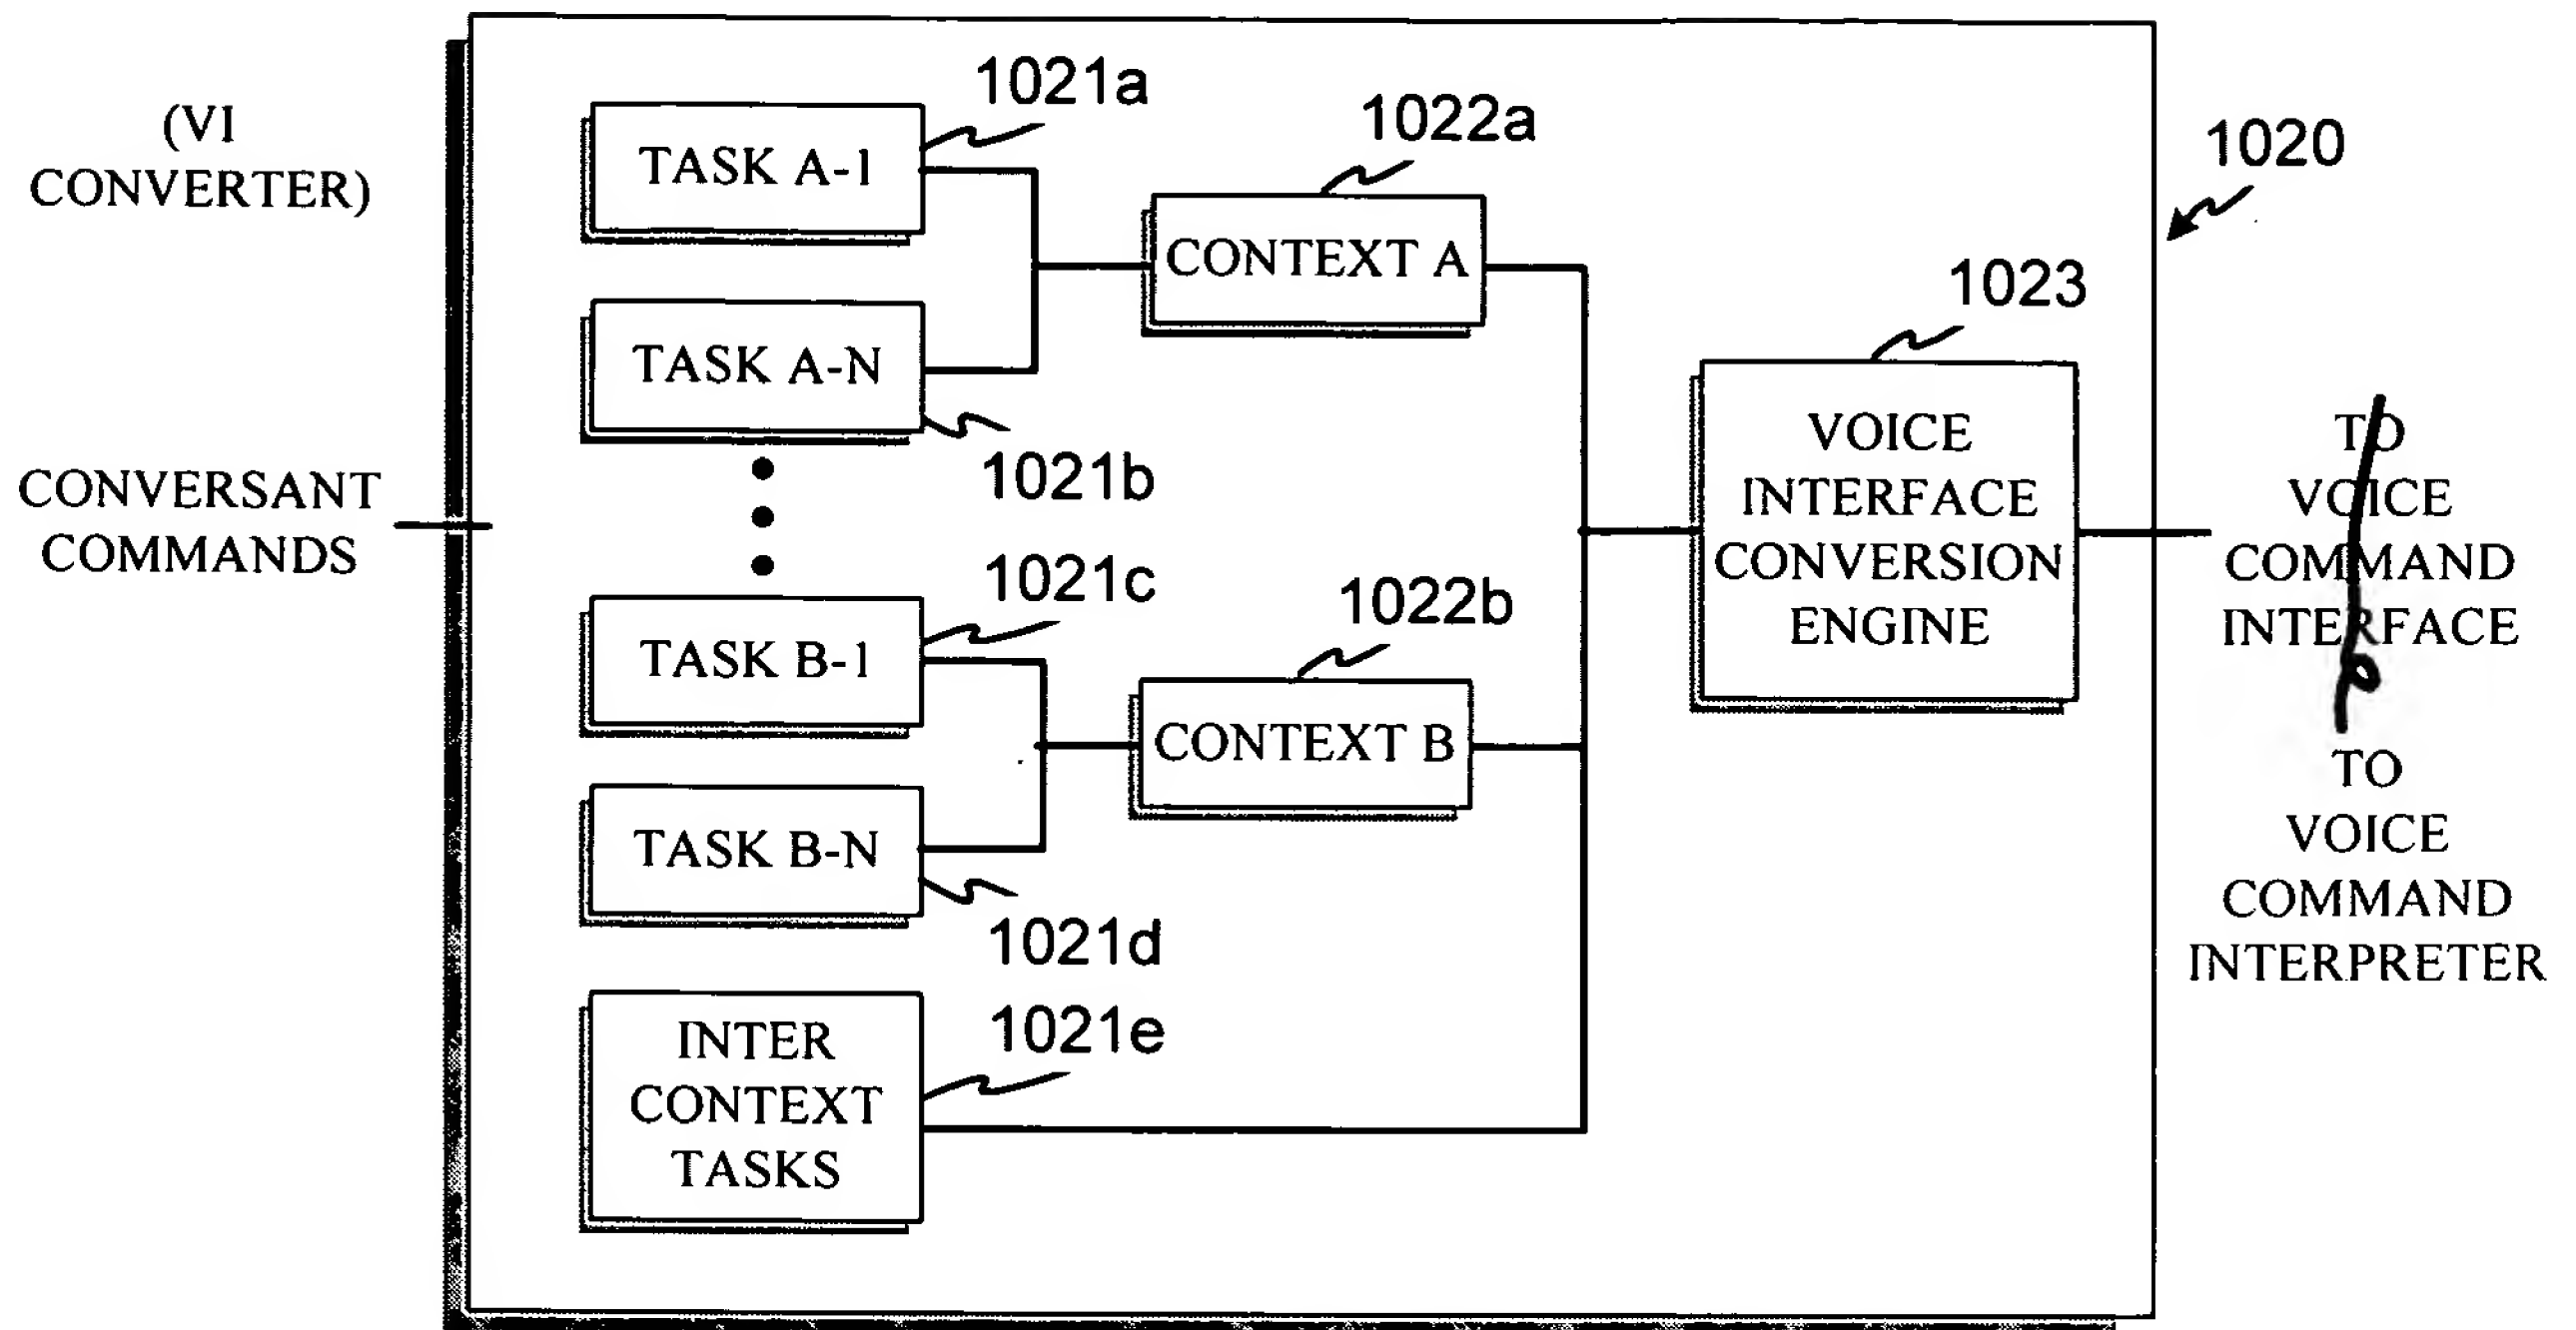 (VI
CONVERTER)
CONVERSANT
COMMANDS
TASK A-1
1021a
TASK A-N
1021b
TASK B-1
1021c
TASK B-N
1021d
INTER
CONTEXT
TASKS
1021e
CONTEXT A
1022a
CONTEXT B
1022b
1023
VOICE
INTERFACE
CONVERSION
ENGINE
1020
TO
VOICE
COMMAND
INTERFACE
TO
VOICE
COMMAND
INTERPRETER